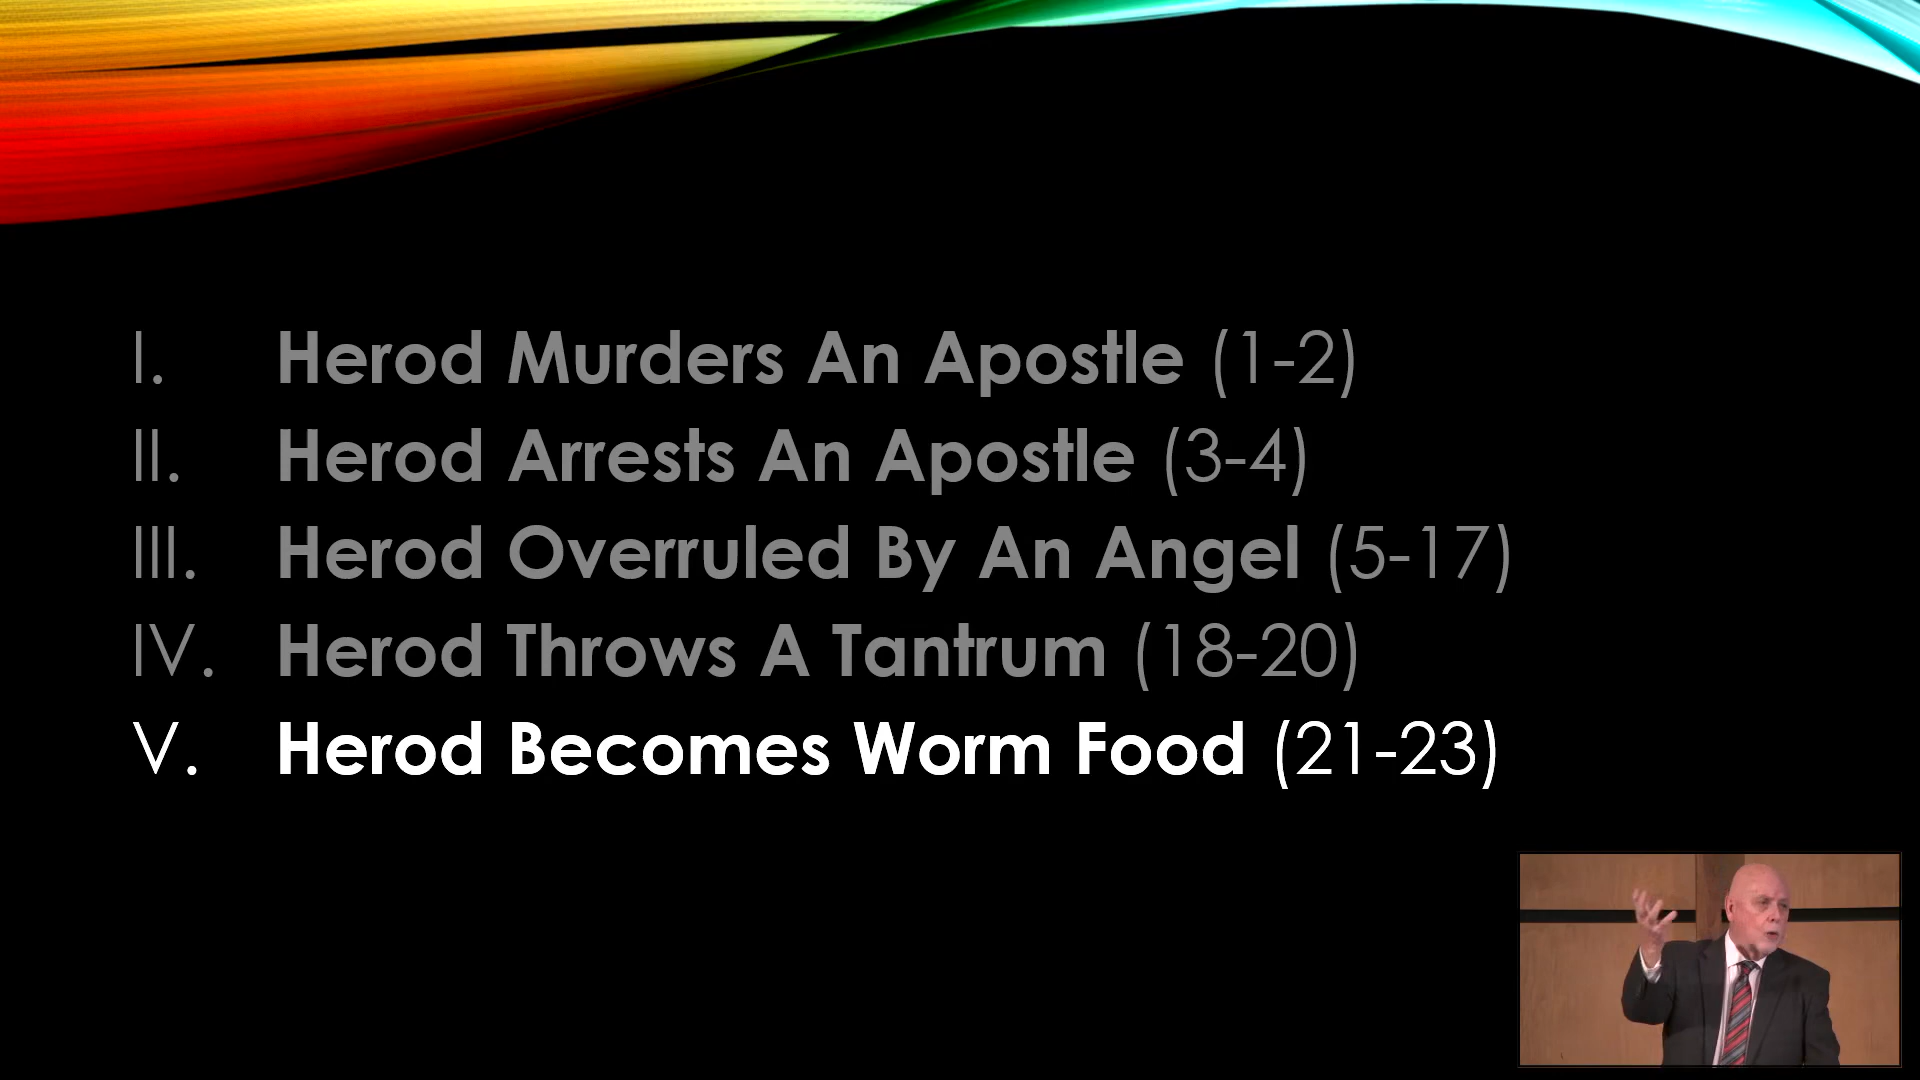 I. Herod Murders An Apostle (1-2)
II. Herod Arrests An Apostle (3-4)
III. Herod Overruled By An Angel (5-17)
IV. Herod Throws A Tantrum (18-20)
V. Herod Becomes Worm Food (21-23)